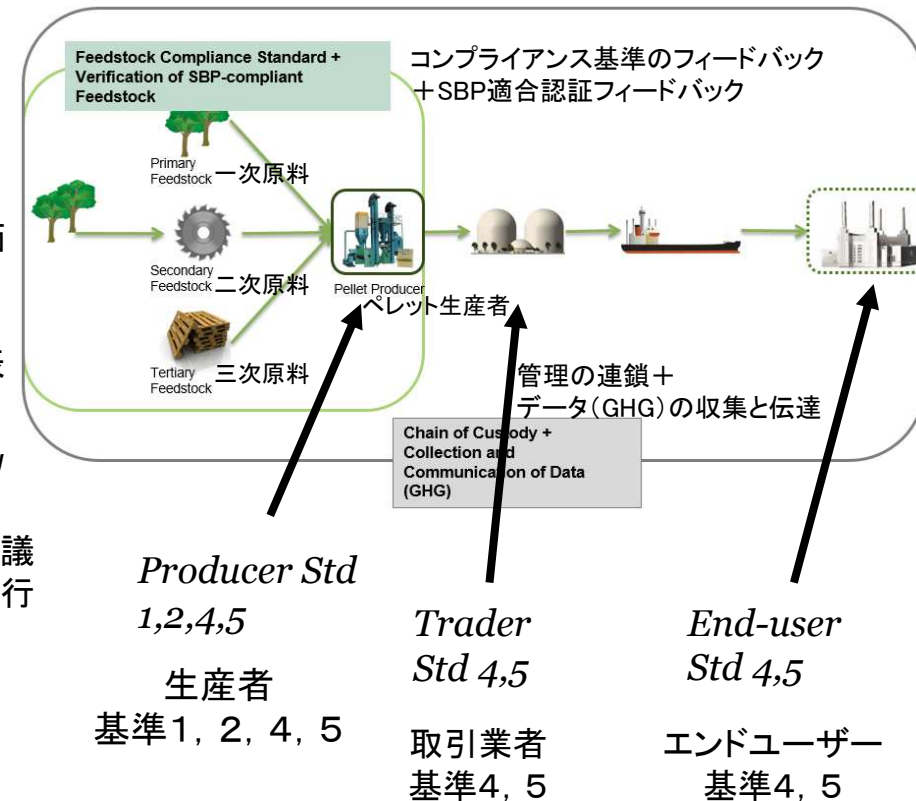 Feedstock Compliance Standard +
Verification of SBP-compliant
Feedstock
コンプライアンス基準のフィードバック
＋SBP適合認証フィードバック
Primary
Feedstock
一次原料
Secondary
Feedstock
二次原料
Pellet Producer
ペレット生産者
Tertiary
Feedstock
三次原料
管理の連鎖＋
データ（GHG）の収集と伝達
Chain of Custody +
Collection and
Communication of Data
(GHG)
議
行
Producer Std
1,2,4,5
生産者
基準１，２，４，５
Trader
Std 4,5
取引業者
基準４，５
End-user
Std 4,5
エンドユーザー
基準４，５